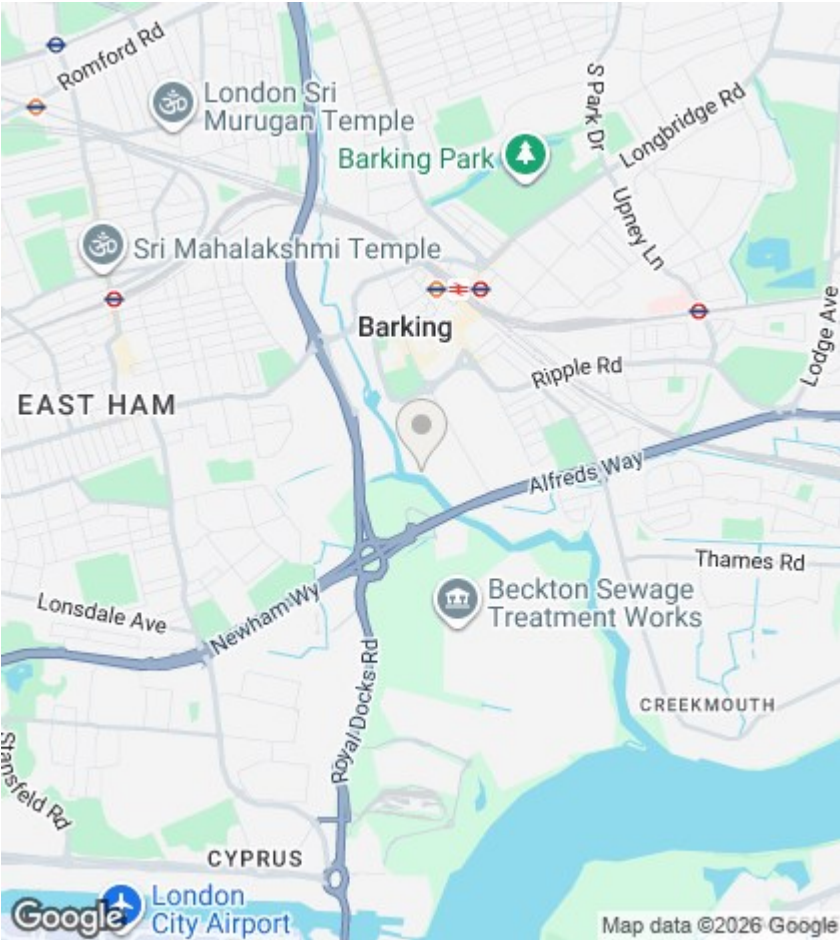 Romford Rd
London Sri
Murugan Temple
S Park Dr
Longbridge Rd
Barking Park
Upney Ln
Sri Mahalakshmi Temple
Lodge Ave
Barking
Ripple Rd
EAST HAM
Alfreds Way
Thames Rd
Beckton Sewage
Treatment Works
Lonsdale Ave
Newham Wy
Royal Docks Rd
CREEKMOUTH
Stansfeld Rd
CYPRUS
London
City Airport
Google
Map data ©2026 Google